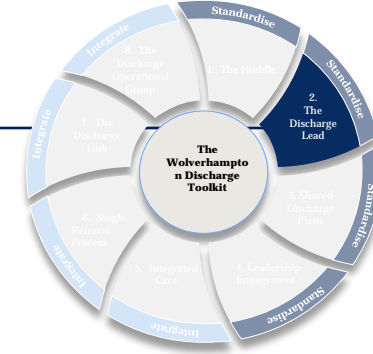 Standardise
1. The Huddle
Standardise
2.
The
Discharge
Lead
Standardise
3. Shared
Discharge
Plans
Standardise
4. Leadership
Engagement
Integrate
5. Integrated
Care
Integrate
6. Single
Referral
Process
Integrate
7. The
Discharge
Hub
Integrate
8. The
Discharge
Operational
Group
The
Wolverhampto
n Discharge
Toolkit